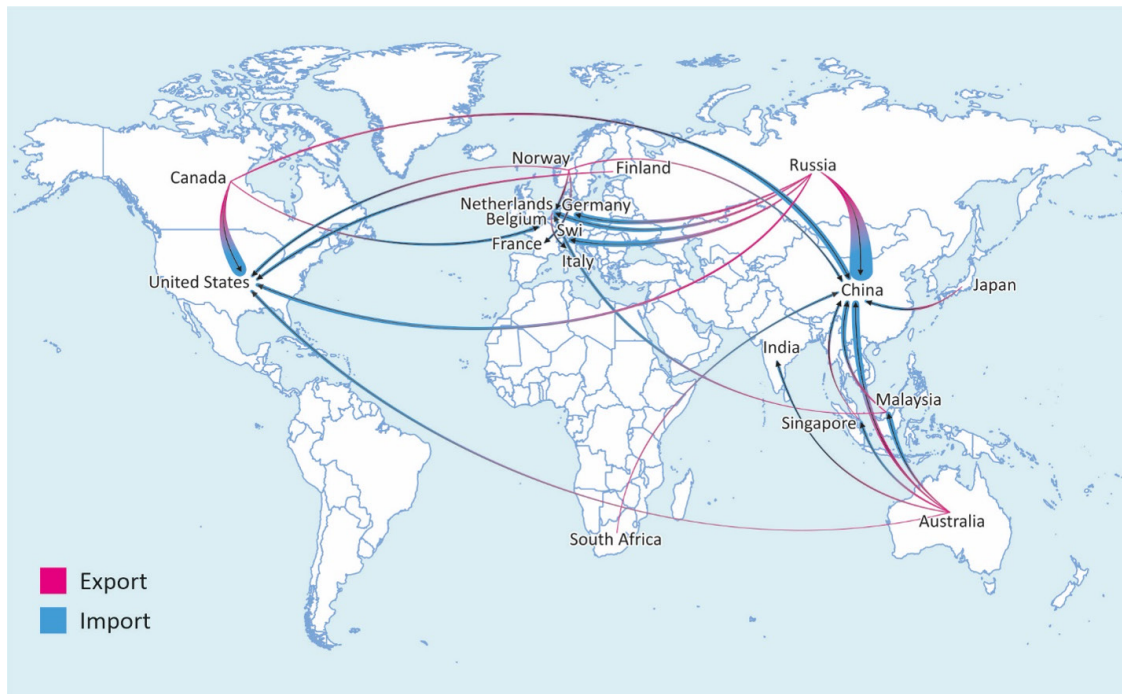 Norway
Finland
Russia
Canada
Netherlands
Germany
Belgium
Swi
France
Italy
United States
China
Japan
India
Malaysia
Singapore
Australia
South Africa
Export
Import